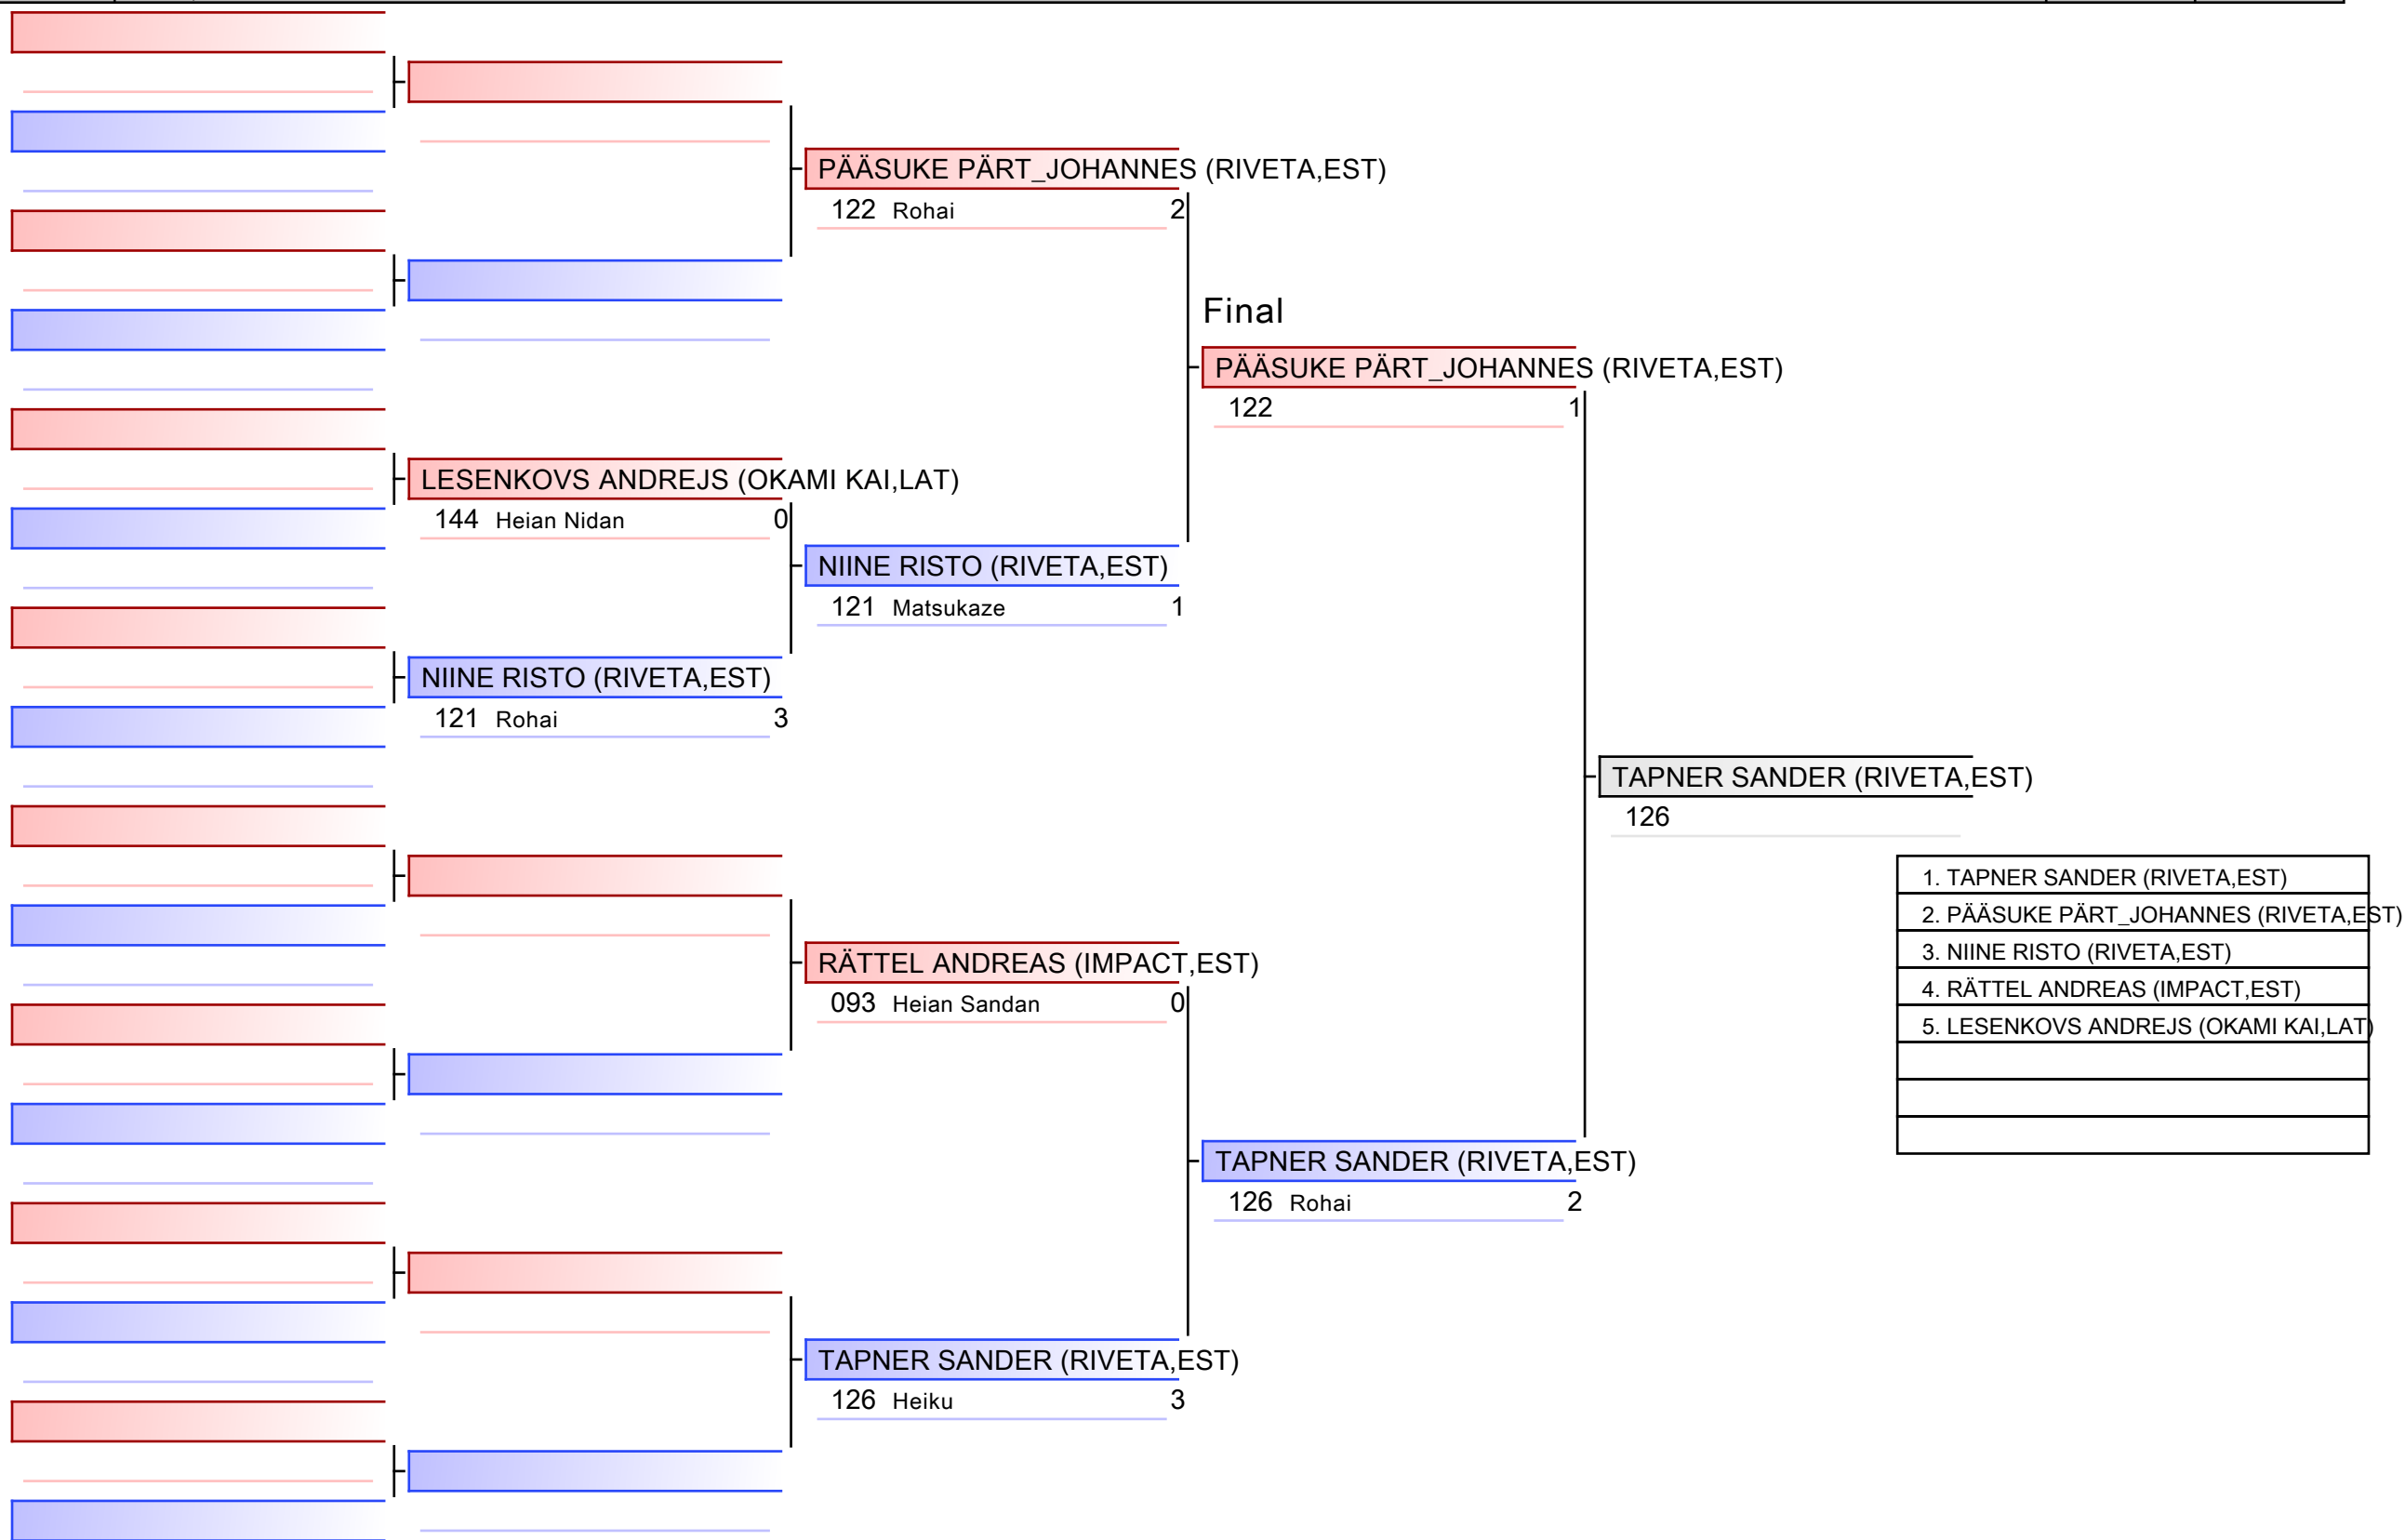 PÄÄSUKE PÄRT_JOHANNES (RIVETA,EST)
122 Rohai 2
Final
PÄÄSUKE PÄRT_JOHANNES (RIVETA,EST)
122 1
LESENKOVS ANDREJS (OKAMI KAI,LAT)
144 Heian Nidan 0
NIINE RISTO (RIVETA,EST)
121 Matsukaze 1
NIINE RISTO (RIVETA,EST)
121 Rohai 3
TAPNER SANDER (RIVETA,EST)
126
1. TAPNER SANDER (RIVETA,EST)
2. PÄÄSUKE PÄRT_JOHANNES (RIVETA,EST)
3. NIINE RISTO (RIVETA,EST)
4. RÄTTEL ANDREAS (IMPACT,EST)
5. LESENKOVS ANDREJS (OKAMI KAI,LAT)
RÄTTEL ANDREAS (IMPACT,EST)
093 Heian Sandan 0
TAPNER SANDER (RIVETA,EST)
126 Rohai 2
TAPNER SANDER (RIVETA,EST)
126 Heiku 3